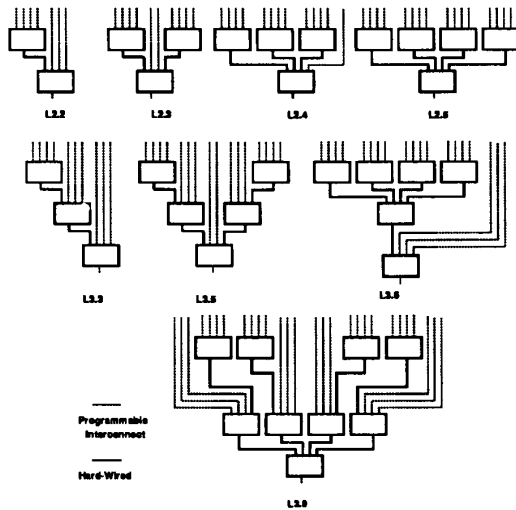 L2.2
L2.3
L2.4
L2.5
L3.3
L3.5
L3.6
Programmable
Interconnect
Hard-Wired
L3.9